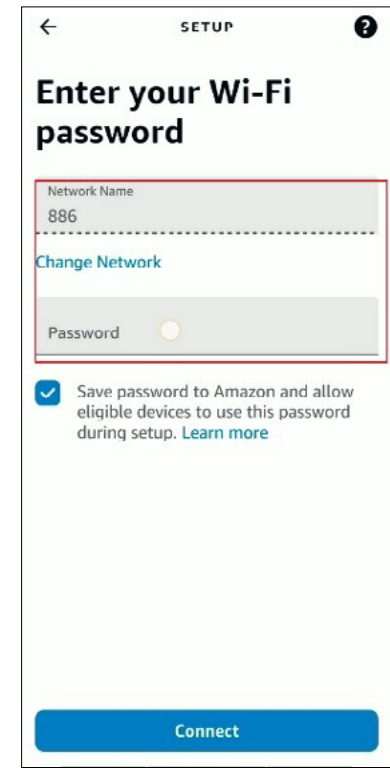 SETUP
Enter your Wi-Fi
password
Network Name
886
Change Network
Password
Save password to Amazon and allow
eligible devices to use this password
during setup. Learn more
Connect